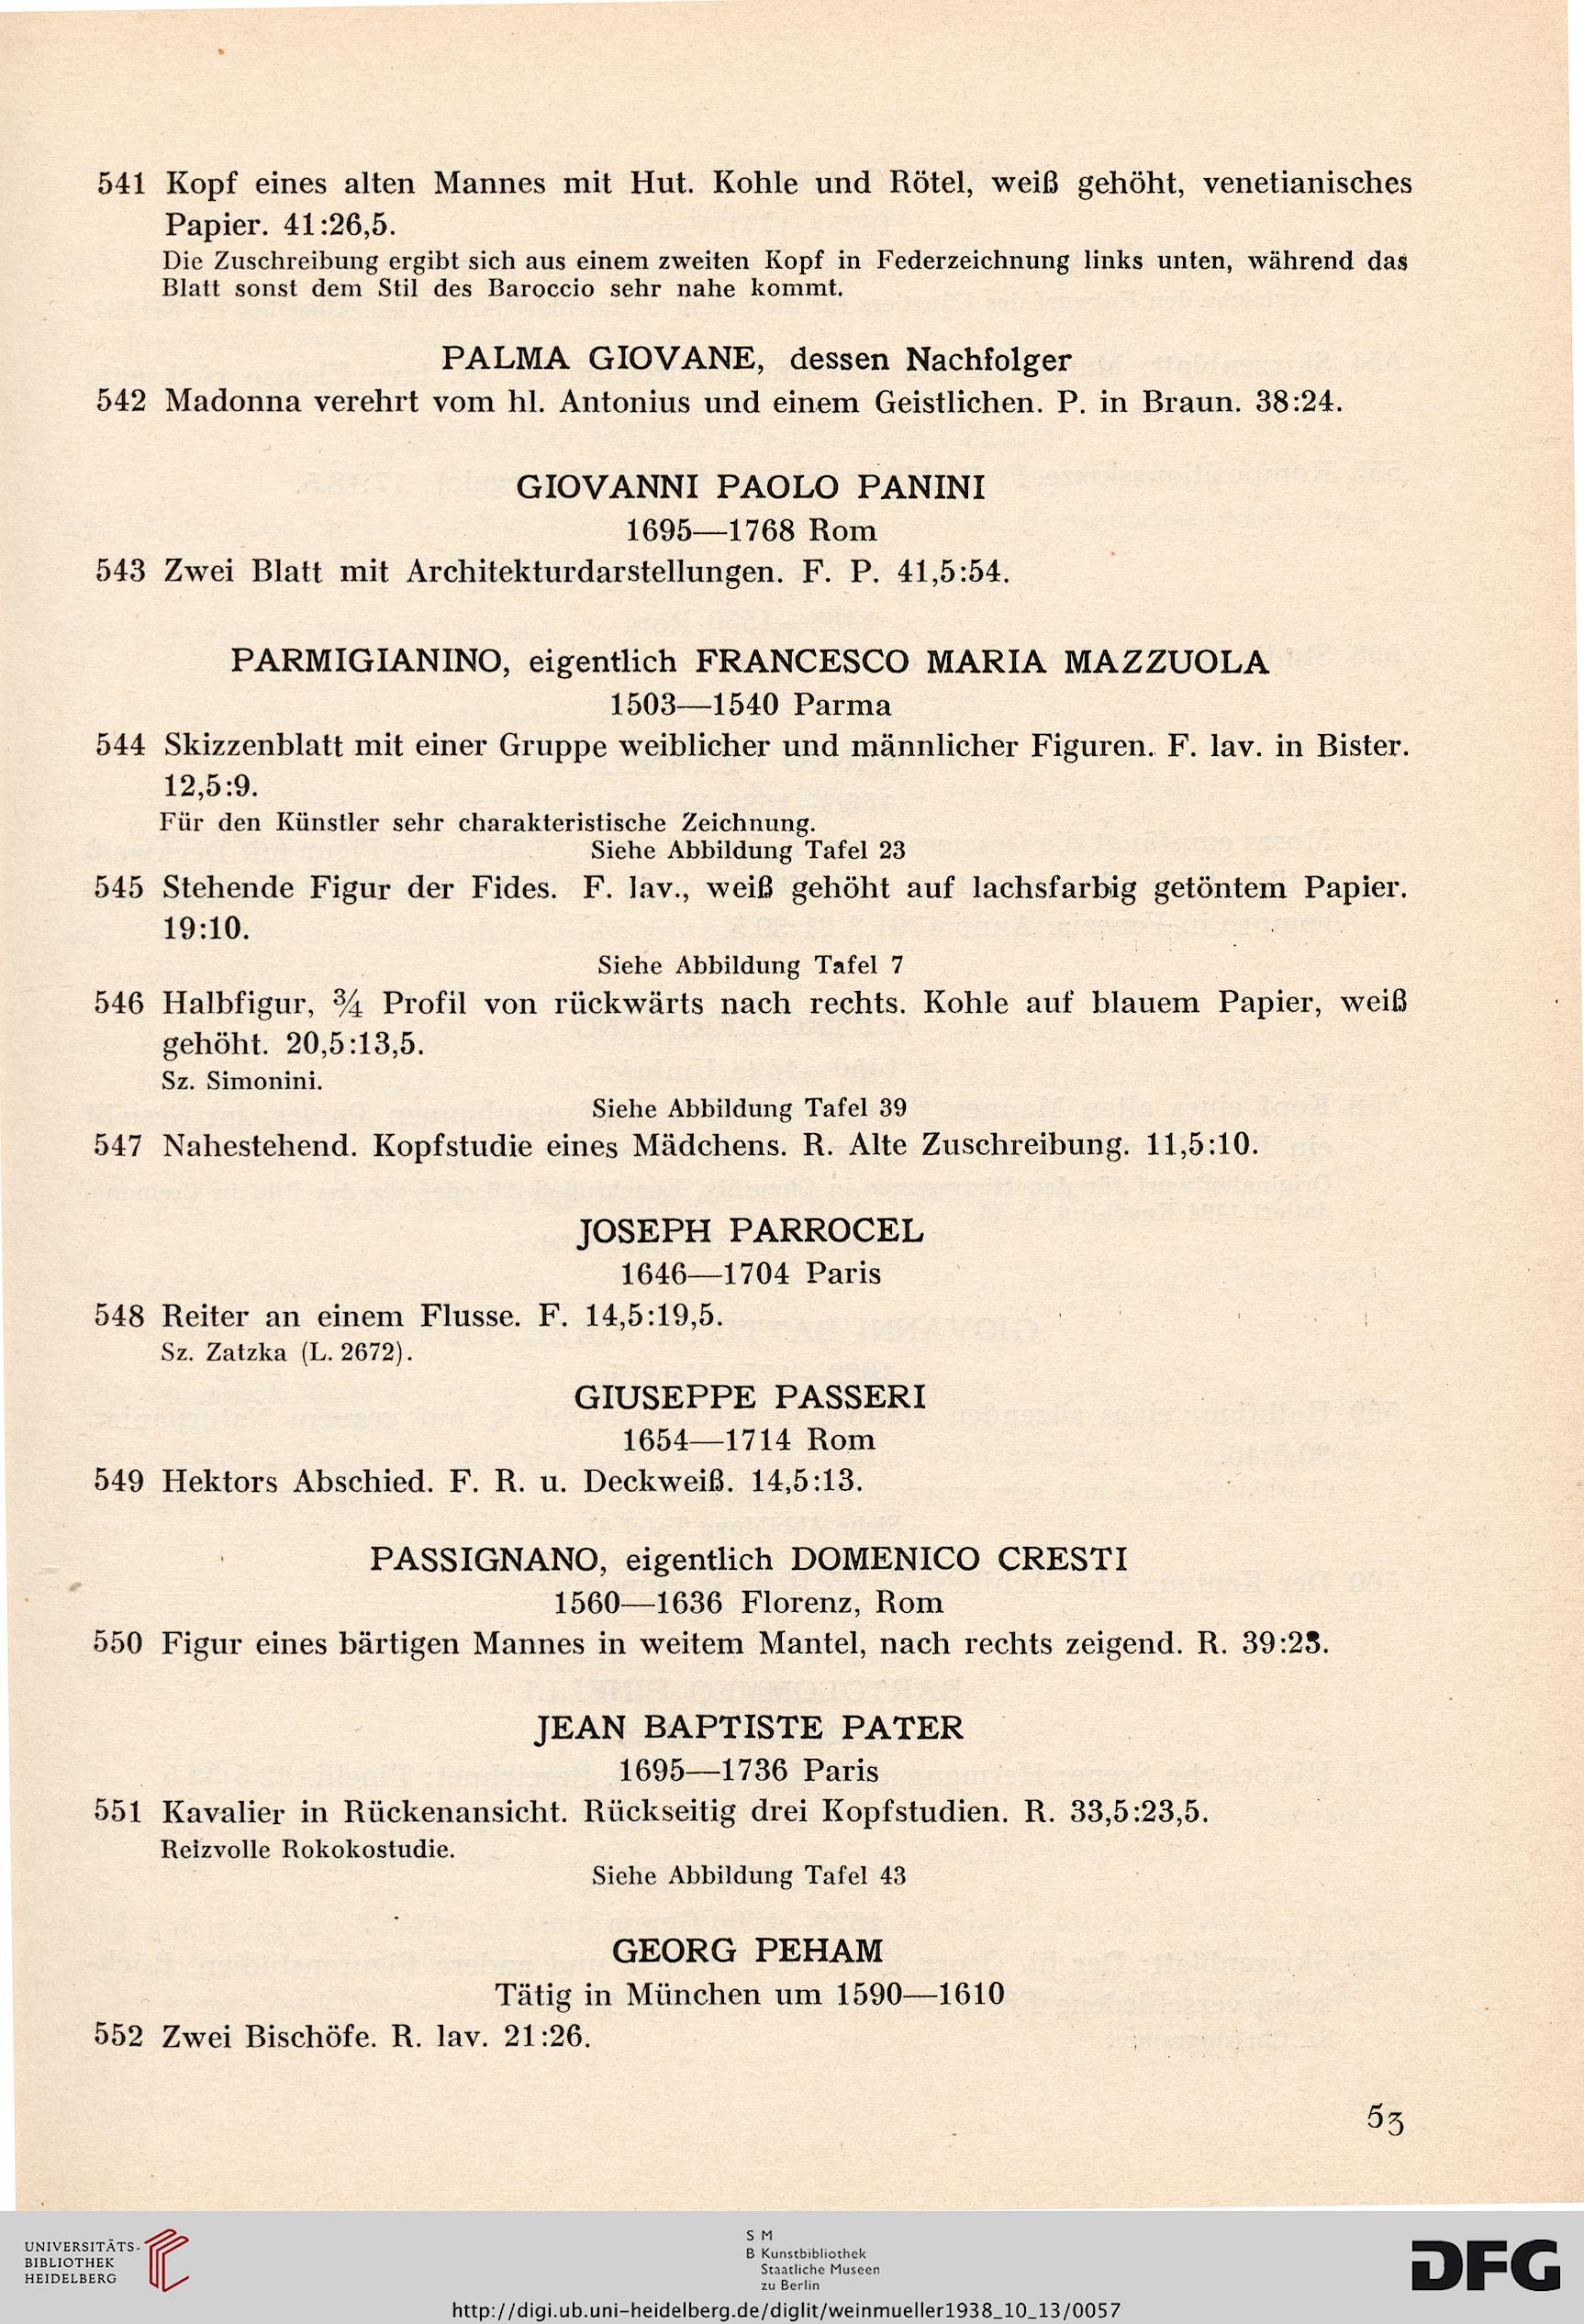 541 Kopf eines alten Mannes mit Hut. Kohle und Rötel, weiß gehöht, venetianisches
Papier. 41:26,5.
Die Zuschreibung ergibt sich aus einem zweiten Kopf in Federzeichnung links unten, während das
Blatt sonst dem Stil des Baroccio sehr nahe kommt.
PALMA GIOVANE, dessen Nachfolger
542 Madonna verehrt vom hl. Antonius und einem Geistlichen. P. in Braun. 38:24.
GIOVANNI PAOLO PANINI
1695—1768 Rom
543 Zwei Blatt mit Architekturdarstellungen. F. P. 41,5:54.
PARMIGIANINO, eigentlich FRANCESCO MARIA MAZZUOLA
1503—1540 Parma
544 Skizzenblatt mit einer Gruppe weiblicher und männlicher Figuren. F. lav. in Bister.
12,5:9.
Für den Künstler sehr charakteristische Zeichnung.
Siehe Abbildung Tafel 23
545 Stehende Figur der Fides. F. lav., weiß gehöht auf lachsfarbig getöntem Papier.
19:10.
Siehe Abbildung Tafel 7
546 Halbfigur, ¾ Profil von rückwärts nach rechts. Kohle auf blauem Papier, weiß
gehöht. 20,5:13,5.
Sz. Simonini.
Siehe Abbildung Tafel 39
547 Nahestehend. Kopfstudie eines Mädchens. R. Alte Zuschreibung. 11,5:10.
JOSEPH PARROCEL
1646—1704 Paris
548 Reiter an einem Flusse. F. 14,5:19,5.
Sz. Zatzka (L. 2672).
GIUSEPPE PASSERI
1654—1714 Rom
549 Hektors Abschied. F. R. u. Deckweiß. 14,5:13.
PASSIGNANO, eigentlich DOMENICO CRESTI
1560—1636 Florenz, Rom
550 Figur eines bärtigen Mannes in weitem Mantel, nach rechts zeigend. R. 39:23.
JEAN BAPTISTE PATER
1695—1736 Paris
551 Kavalier in Rückenansicht. Rückseitig drei Kopfstudien. R. 33,5:23,5.
Reizvolle Rokokostudie.
Siehe Abbildung Tafel 43
GEORG PEHAM
Tätig in München um 1590—1610
552 Zwei Bischöfe. R. lav. 21:26.
53
UNIVERSITÄTS-
BIBLIOTHEK
HEIDELBERG
S M
B Kunstbibliothek
Staatliche Museen
zu Berlin
DFG
http://digi.ub.uni-heidelberg.de/diglit/weinmueller1938_10_13/0057